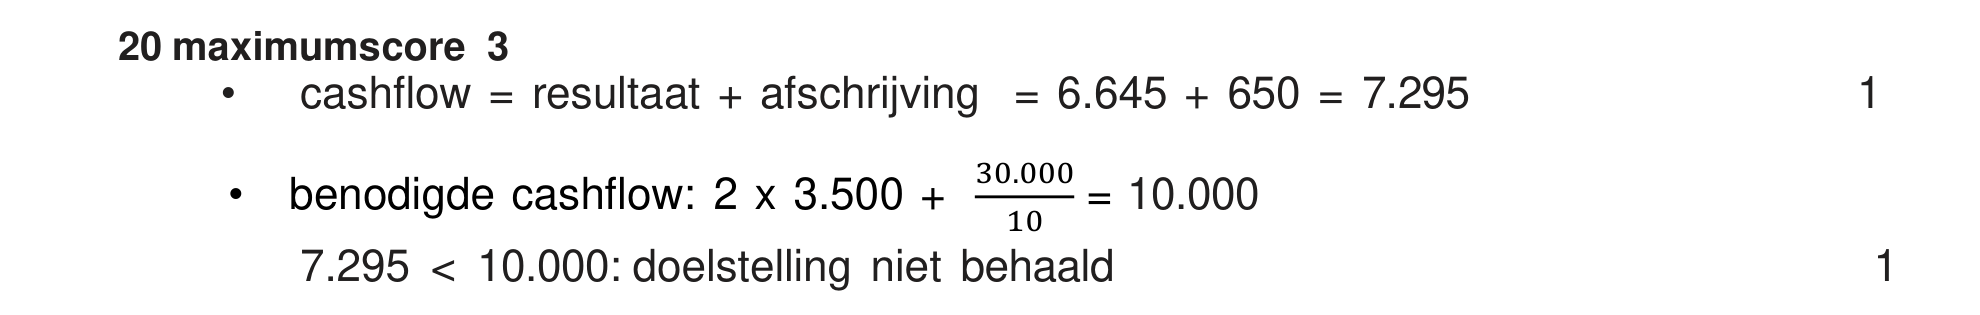 20 maximumscore 3
• cashflow = resultaat + afschrijving = 6.645 + 650 = 7.295 1
• benodigde cashflow: 2 x 3.500 + 30.000/10 = 10.000
7.295 < 10.000: doelstelling niet behaald 1